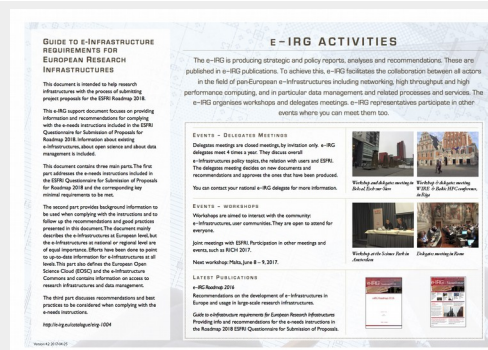 GUIDE TO E-INFRASTRUCTURE
REQUIREMENTS FOR
EUROPEAN RESEARCH
INFRASTRUCTURES
This document is intended to help research
infrastructures with the process of submitting
project proposals for the ESFRI Roadmap 2018.
This e-IRG support document focuses on providing
information and recommendations for complying
with the e-needs instructions included in the ESFRI
Questionnaire for Submission of Proposals for
Roadmap 2018. Information about existing
e-Infrastructures, about open science and about data
management is included.
This document contains three main parts. The first
part addresses the e-needs instructions included in
the ESFRI Questionnaire for Submission of Proposals
for Roadmap 2018 and the corresponding key
minimal requirements to be met.
The second part provides background information to
be used when complying with the instructions and to
follow up the recommendations and good practices
presented in this document. The document mainly
describes the e-Infrastructures at European level, but
the e-Infrastructures at national or regional level are
of equal importance. Efforts have been done to point
to up-to-date information for e-Infrastructures at all
levels. This part also defines the European Open
Science Cloud (EOSC) and the e-Infrastructure
Commons and contains information on access to
research infrastructures and data management.
The third part discusses recommendations and best
practices to be considered when complying with the
e-needs instructions.
http://e-irg.eu/catalogue/eirg-1004
e-IRG ACTIVITIES
The e-IRG is producing strategic and policy reports, analyses and recommendations. These are
published in e-IRG publications. To achieve this, e-IRG facilitates the collaboration between all actors
in the field of pan-European e-Infrastructures including networking, high throughput and high
performance computing, and in particular data management and related processes and services. The
e-IRG organises workshops and delegates meetings. e-IRG representatives participate in other
events where you can meet them too.
EVENTS – DELEGATES MEETINGS
Delegates meetings are closed meetings, by invitation only. e-IRG
delegates meet 4 times a year. They discuss overall
e-Infrastructures policy topics, the relation with users and ESFRI.
The delegates meeting decides on new documents and
recommendations and approves the ones that have been produced.
You can contact your national e-IRG delegate for more information.
EVENTS – WORKSHOPS
Workshops are aimed to interact with the community:
e-Infrastructures, user communities. They are open to attend for
everyone.
Joint meetings with ESFRI. Participation in other meetings and
events, such as RICH 2017.
Next workshop: Malta, June 8 – 9, 2017.
LATEST PUBLICATIONS
e-IRG Roadmap 2016
Recommendations on the development of e-Infrastructures in
Europe and usage in large-scale research infrastructures.
Guide to e-Infrastructure requirements for European Research Infrastructures
Providing info and recommendations for the e-needs instructions in
the Roadmap 2018 ESFRI Questionnaire for Submission of Proposals.
Workshop and delegates meeting in
Workshop & delegates meeting
in Riga
Workshop at the Science Park in
Amsterdam
Delegates meeting in Rome